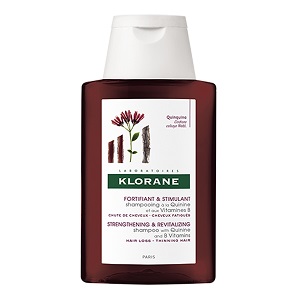 Quinquina
LABORATOIRES
KLORANE
FORTIFIANT & STIMULANT
shampooing à la Quinine
et aux Vitamines B
CHUTE DE CHEVEUX - CHEVEUX FATIGUÉS
STRENGTHENING & REVITALIZING
shampoo with Quinine
and B Vitamins
HAIR LOSS - THINNING HAIR
PARIS